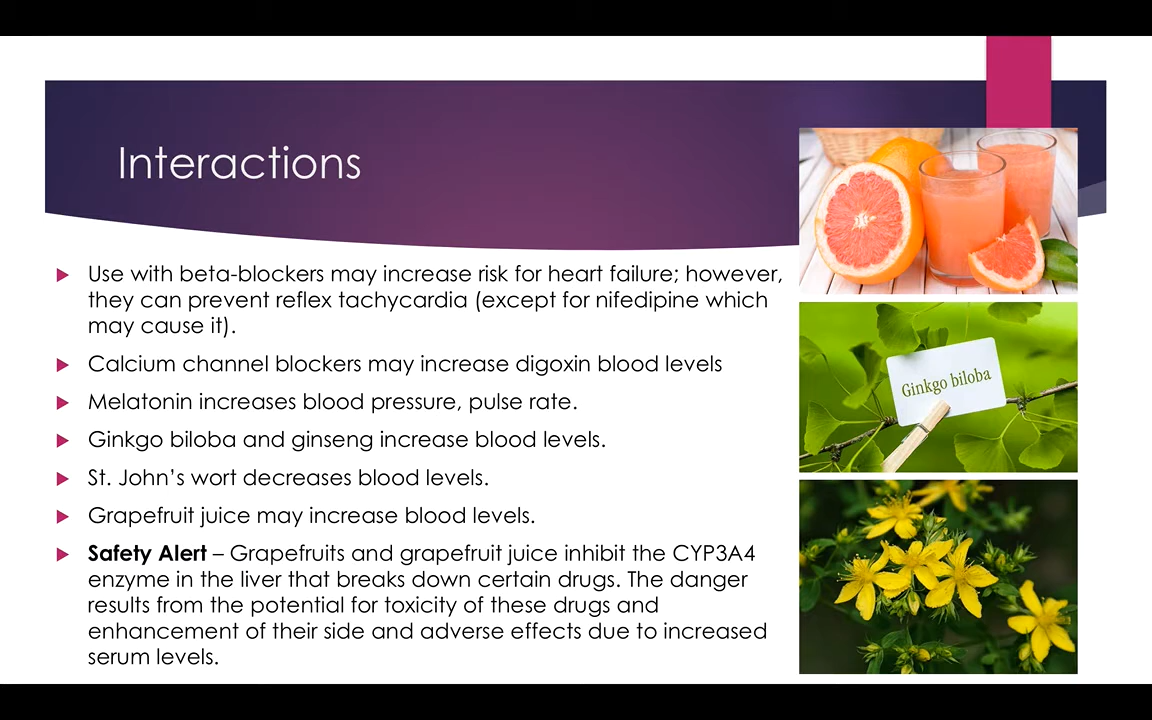 Interactions
Use with beta-blockers may increase risk for heart failure; however,
they can prevent reflex tachycardia (except for nifedipine which
may cause it).
Calcium channel blockers may increase digoxin blood levels
Melatonin increases blood pressure, pulse rate.
Ginkgo biloba and ginseng increase blood levels.
St. John’s wort decreases blood levels.
Grapefruit juice may increase blood levels.
Safety Alert – Grapefruits and grapefruit juice inhibit the CYP3A4
enzyme in the liver that breaks down certain drugs. The danger
results from the potential for toxicity of these drugs and
enhancement of their side and adverse effects due to increased
serum levels.
Ginkgo biloba